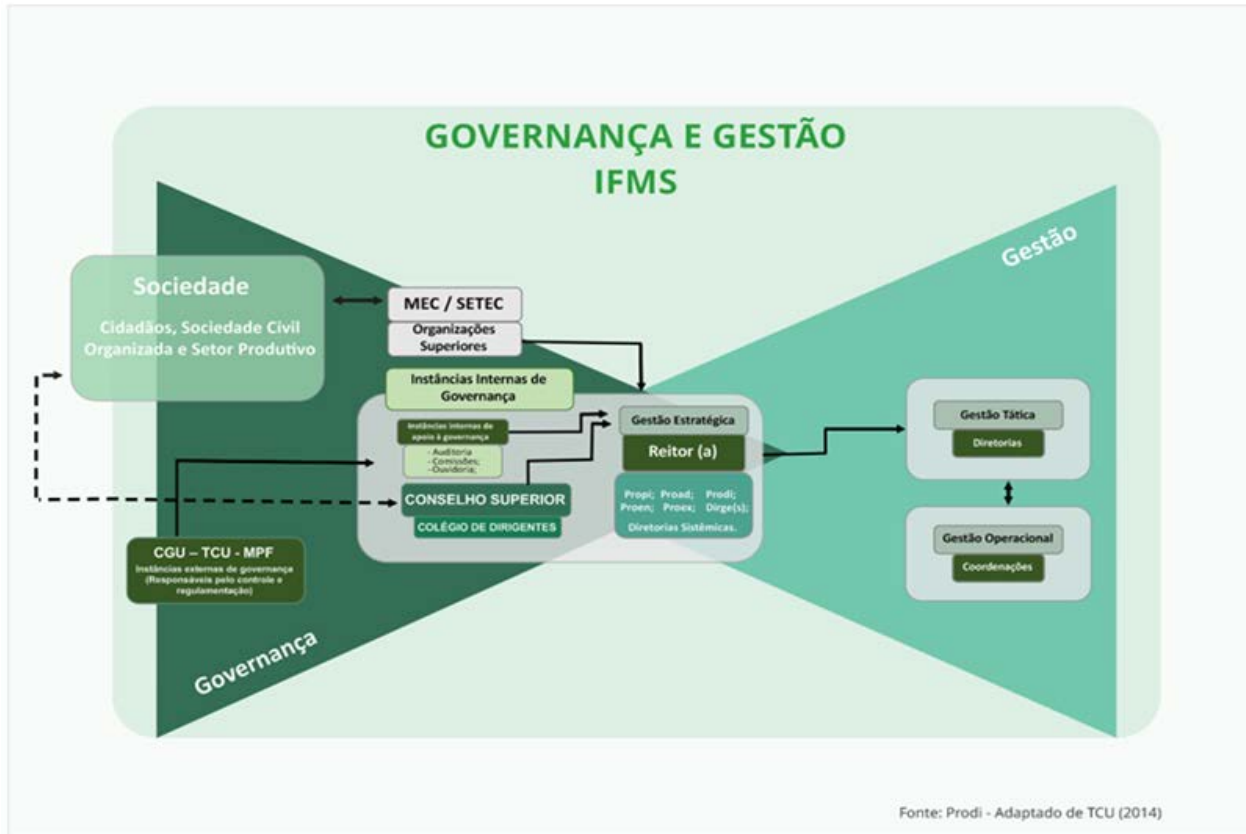 GOVERNANÇA E GESTÃO
IFMS
Gestão
Sociedade
Cidadãos, Sociedade Civil
Organizada e Setor Produtivo
MEC / SETEC
Organizações
Superiores
Instâncias Internas de
Governança
Instâncias internas de
apoio à governança
- Auditoria
- Comissões;
- Ouvidoria;
CONSELHO SUPERIOR
COLÉGIO DE DIRIGENTES
Gestão Estratégica
Reitor (a)
Propi; Proad; Prodi;
Proen; Proex; Dirge(s);
Diretorias Sistêmicas.
Gestão Tática
Diretorias
Gestão Operacional
Coordenações
CGU – TCU - MPF
Instâncias externas de governança
(Responsáveis pelo controle e
regulamentação)
Governança
Fonte: Prodi - Adaptado de TCU (2014)